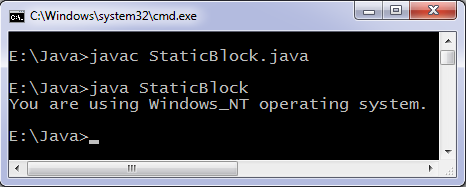 C:\Windows\system32\cmd.exe
E:\Java>javac StaticBlock.java
E:\Java>java StaticBlock
You are using Windows_NT operating system.
E:\Java>_